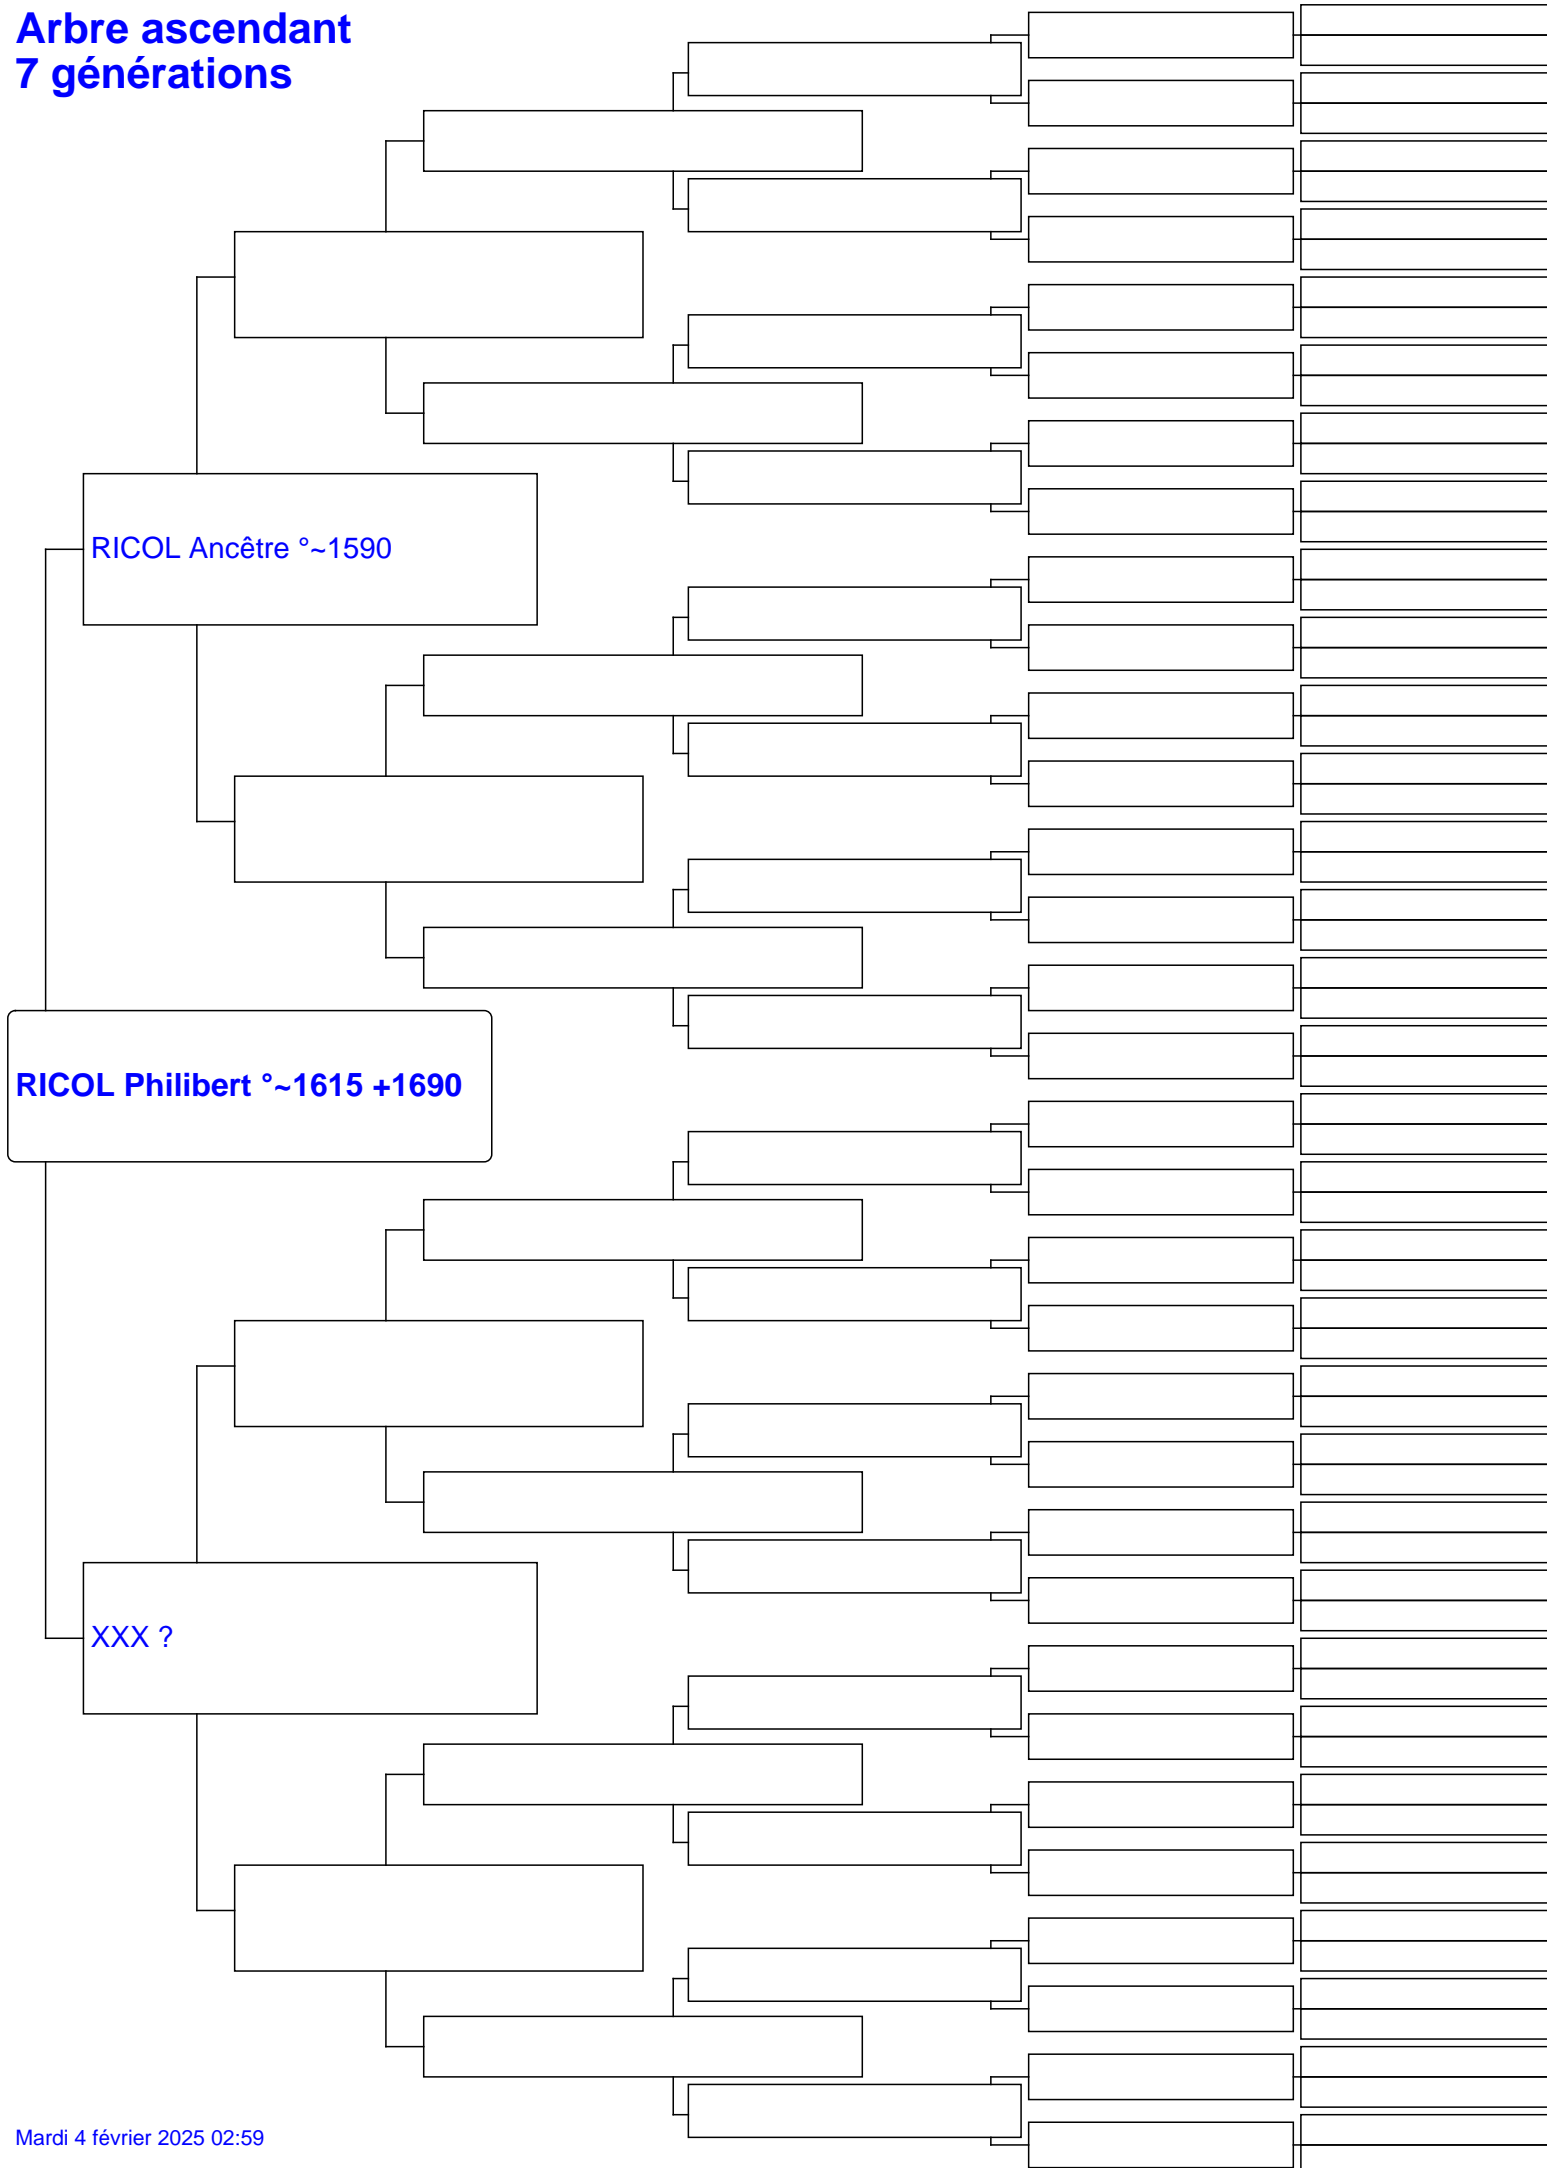 Arbre ascendant
7 générations
RICOL Ancêtre °~1590
RICOL Philibert °~1615 +1690
XXX ?
Mardi 4 février 2025 02:59